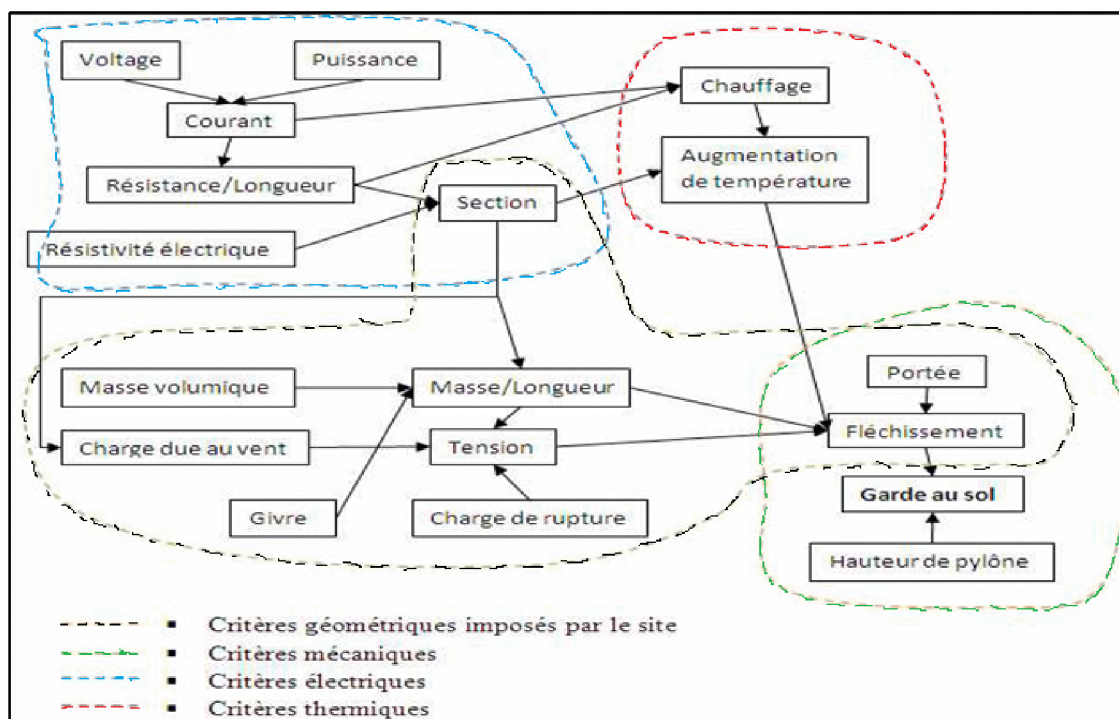 Voltage
Puissance
Chauffage
Courant
Augmentation
de température
Résistance/Longueur
Section
Résistivité électrique
Portée
Masse volumique
Masse/Longueur
Fléchissement
Charge due au vent
Tension
Garde au sol
Givre
Charge de rupture
Hauteur de pylône
▪ Critères géométriques imposés par le site
▪ Critères mécaniques
▪ Critères électriques
▪ Critères thermiques